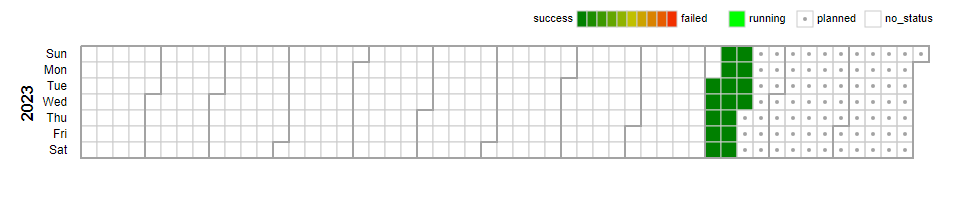 success failed running planned no_status
2023
Sun
Mon
Tue
Wed
Thu
Fri
Sat